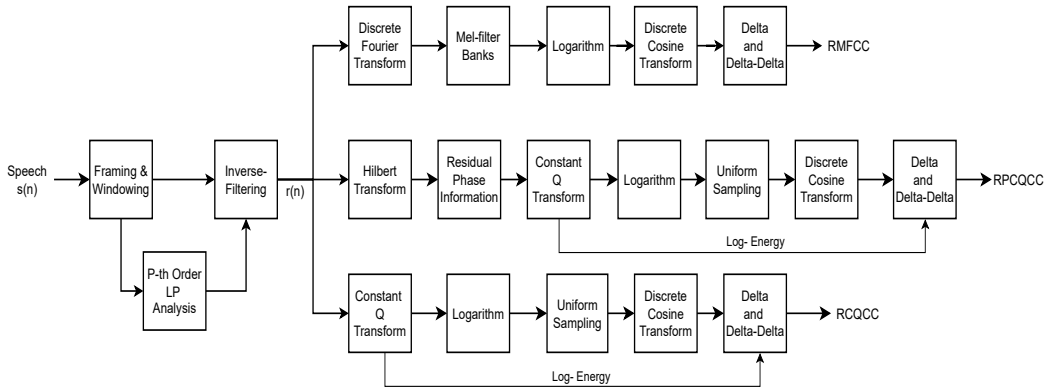 Discrete
Fourier
Transform
Mel-filter
Banks
Logarithm
Discrete
Cosine
Transform
Delta
and
Delta-Delta
RMFCC
Speech
s(n)
Framing &
Windowing
Inverse-
Filtering
r(n)
Hilbert
Transform
Residual
Phase
Information
Constant
Q
Transform
Logarithm
Uniform
Sampling
Discrete
Cosine
Transform
Delta
and
Delta-Delta
RPCQCC
Log- Energy
P-th Order
LP
Analysis
Constant
Q
Transform
Logarithm
Uniform
Sampling
Discrete
Cosine
Transform
Delta
and
Delta-Delta
RCQCC
Log- Energy